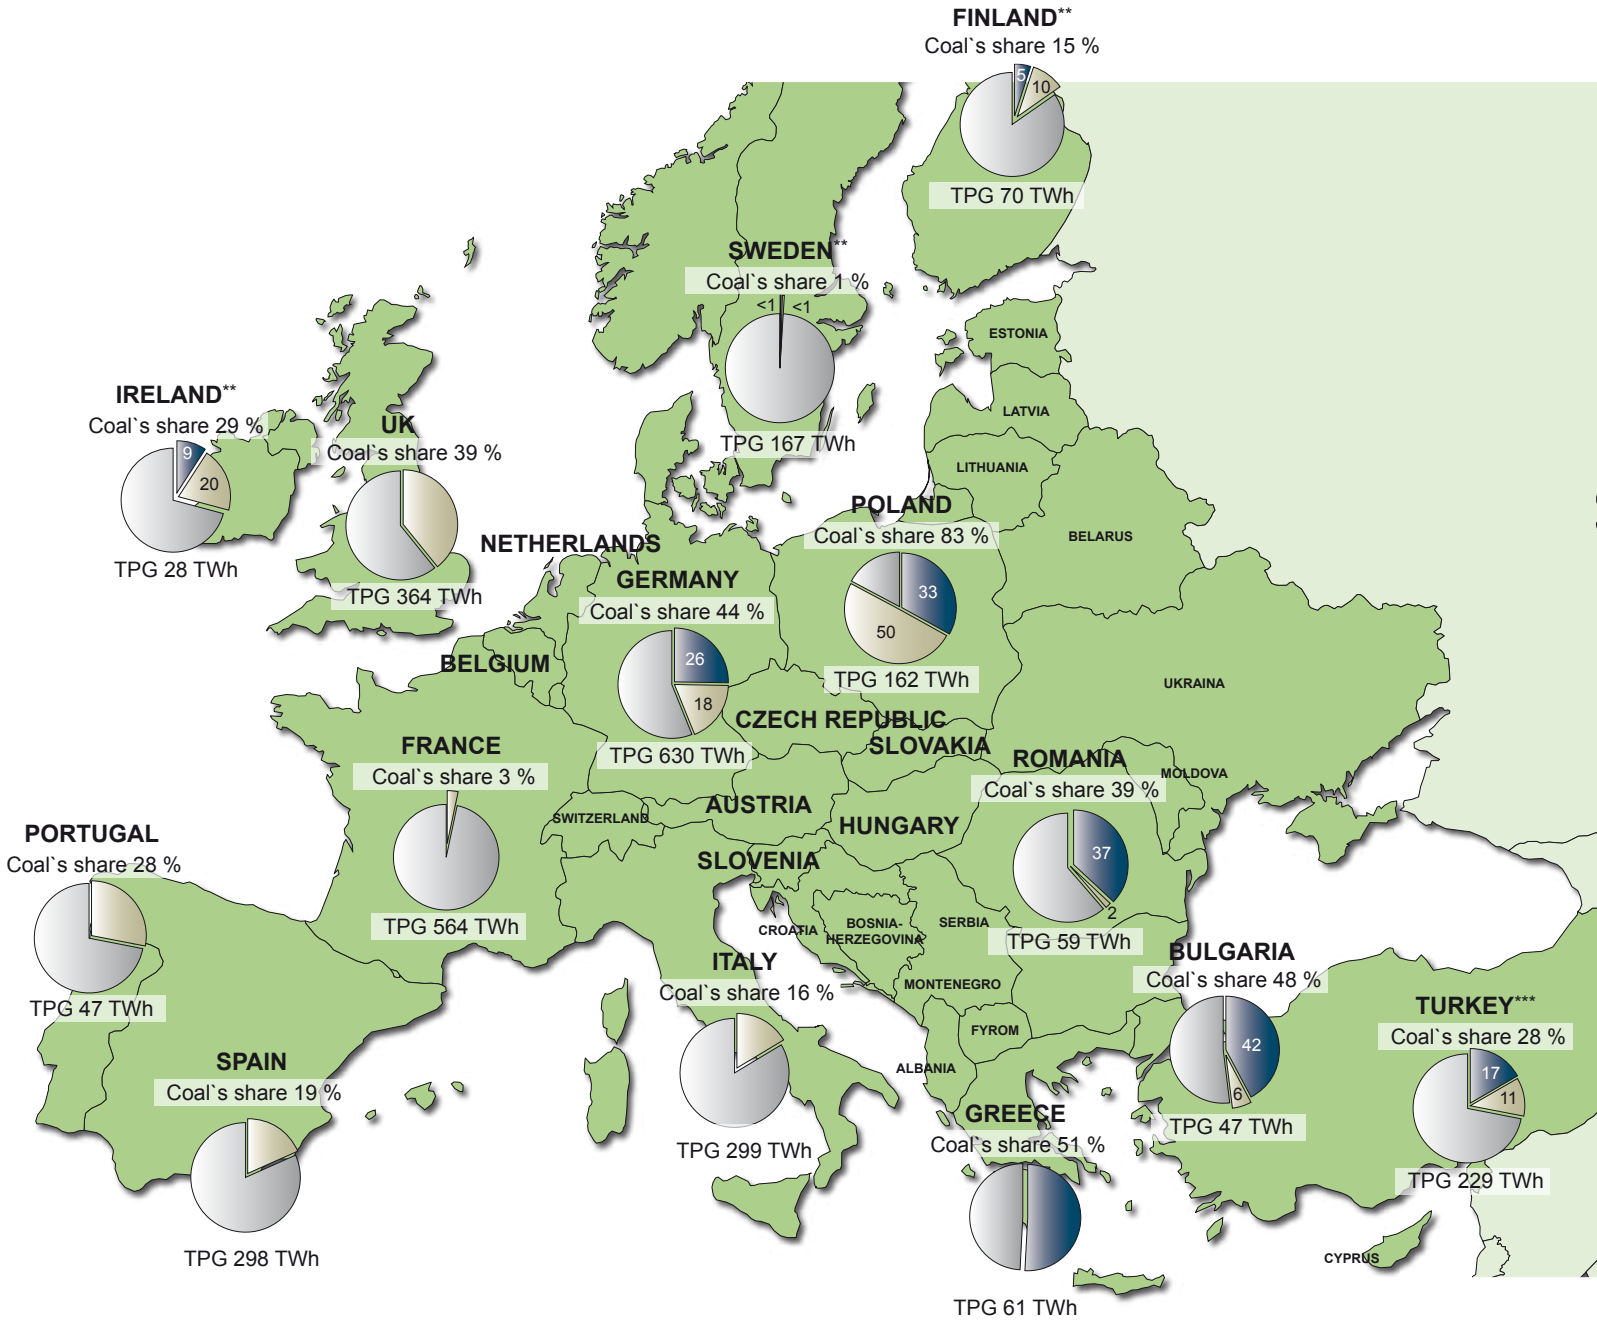 FINLAND**
Coal`s share 15 %
5
10
TPG 70 TWh
SWEDEN**
Coal`s share 1 %
<1
<1
TPG 167 TWh
ESTONIA
LATVIA
LITHUANIA
BELARUS
IRELAND**
Coal`s share 29 %
9
20
TPG 28 TWh
UK
Coal`s share 39 %
TPG 364 TWh
NETHERLANDS
GERMANY
Coal`s share 44 %
26
18
TPG 630 TWh
POLAND
Coal`s share 83 %
33
50
TPG 162 TWh
BELGIUM
UKRAINA
CZECH REPUBLIC
SLOVAKIA
FRANCE
Coal`s share 3 %
TPG 564 TWh
SWITZERLAND
AUSTRIA
HUNGARY
SLOVENIA
ROMANIA
Coal`s share 39 %
37
2
TPG 59 TWh
MOLDOVA
PORTUGAL
Coal`s share 28 %
TPG 47 TWh
CROATIA
BOSNIA-
HERZEGOVINA
SERBIA
MONTENEGRO
FYROM
ALBANIA
ITALY
Coal`s share 16 %
TPG 299 TWh
BULGARIA
Coal`s share 48 %
42
6
TPG 47 TWh
TURKEY***
Coal`s share 28 %
17
11
TPG 229 TWh
SPAIN
Coal`s share 19 %
TPG 298 TWh
GREECE
Coal`s share 51 %
TPG 61 TWh
CYPRUS